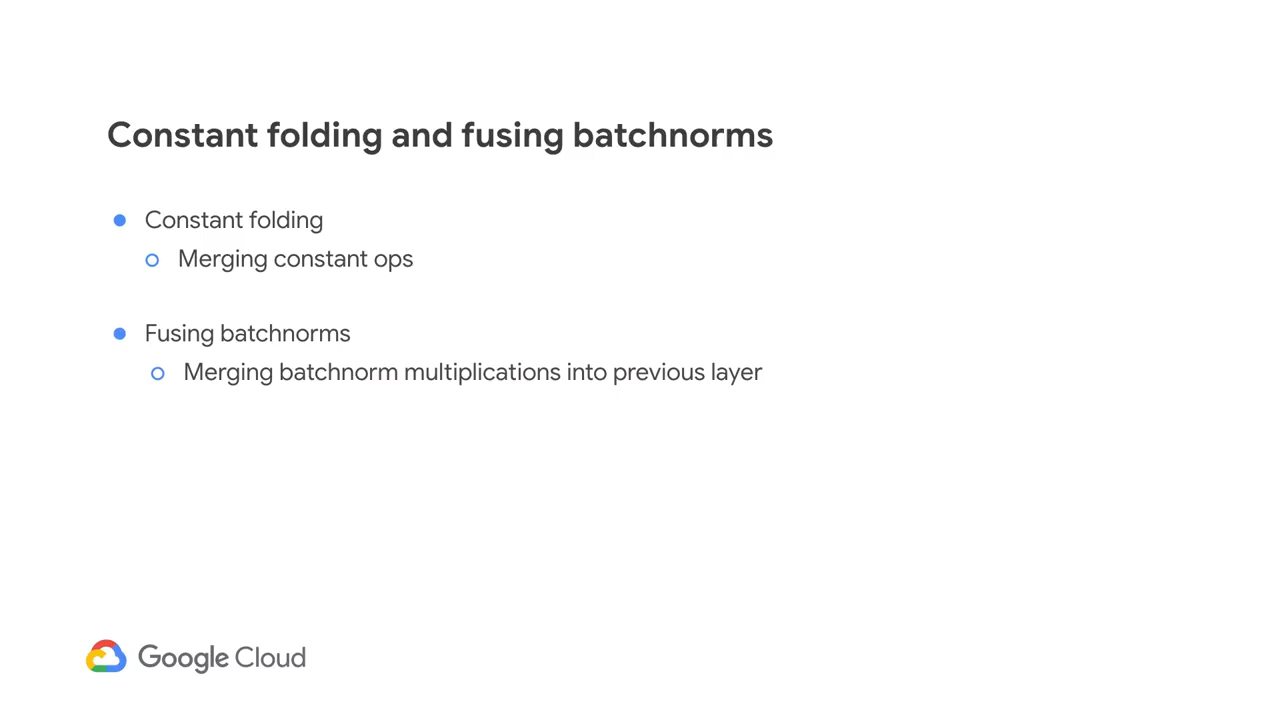 Constant folding and fusing batchnorms
Constant folding
Merging constant ops
Fusing batchnorms
Merging batchnorm multiplications into previous layer
Google Cloud